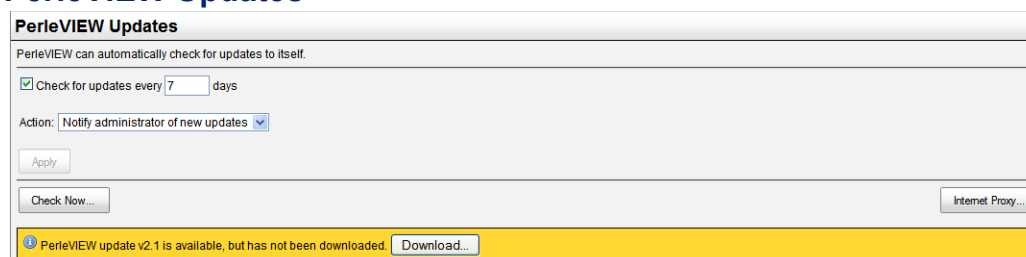 PerleVIEW Updates
PerleVIEW Updates
PerleVIEW can automatically check for updates to itself.
Check for updates every 7 days
Action: Notify administrator of new updates
Apply
Check Now... Internet Proxy...
PerleVIEW update v2.1 is available, but has not been downloaded. Download...